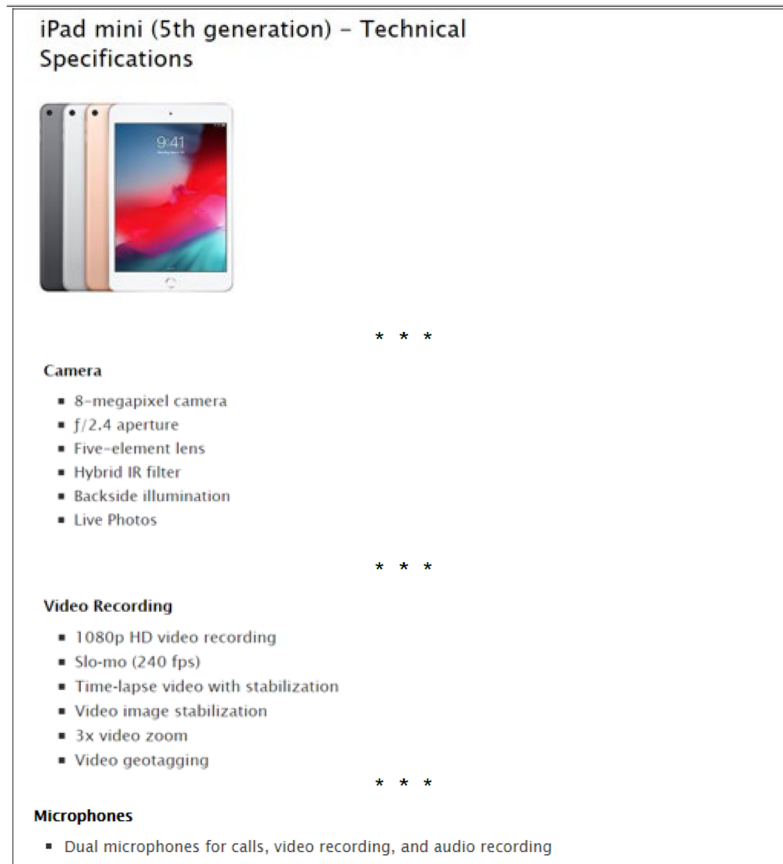 iPad mini (5th generation) – Technical
Specifications
9:41
* * *
Camera
▪ 8-megapixel camera
▪ ƒ/2.4 aperture
▪ Five-element lens
▪ Hybrid IR filter
▪ Backside illumination
▪ Live Photos
* * *
Video Recording
▪ 1080p HD video recording
▪ Slo-mo (240 fps)
▪ Time-lapse video with stabilization
▪ Video image stabilization
▪ 3x video zoom
▪ Video geotagging
* * *
Microphones
▪ Dual microphones for calls, video recording, and audio recording